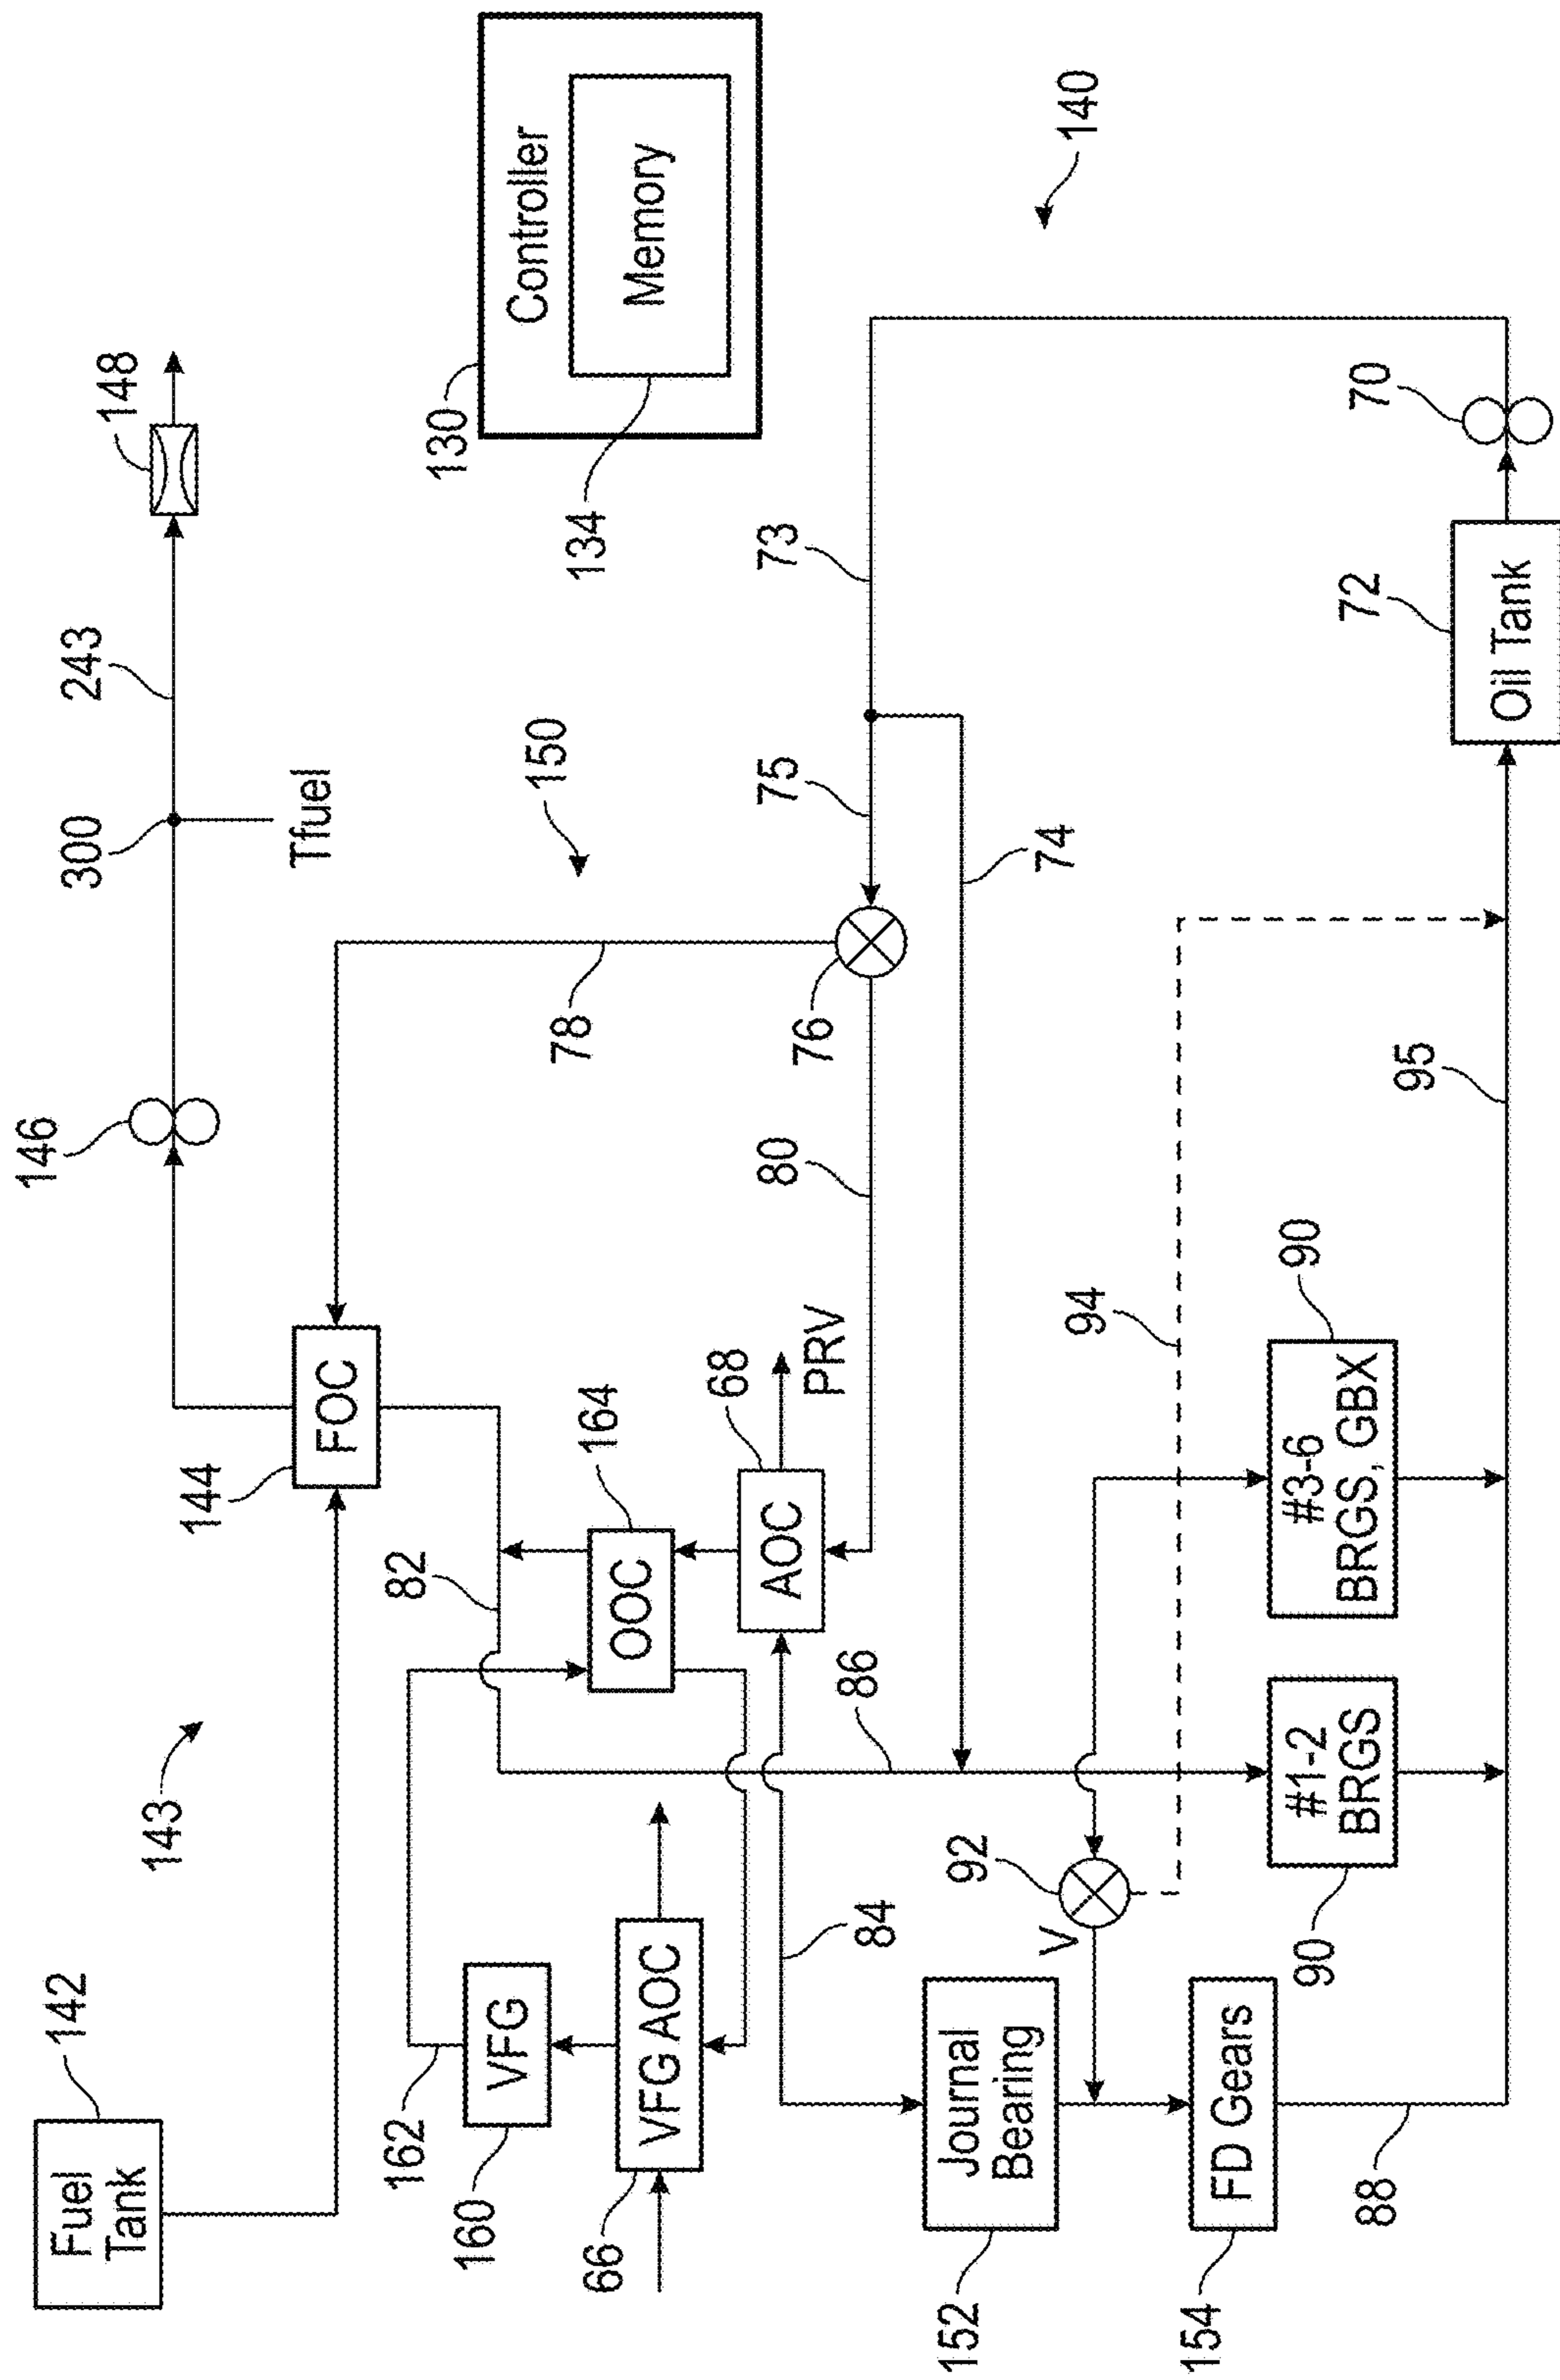 140
148
243
300
Tfuel
146
143
142
Fuel
Tank
144
FOC
130
Controller
Memory
134
150
78
76
75
73
74
80
82
OOC
164
AOC
68
PRV
162
VFG
160
VFG AOC
66
84
86
94
92
V
Journal
Bearing
152
FD Gears
154
88
#1-2
BRGS
90
#3-6
BRGS, GBX
90
95
72
Oil Tank
70